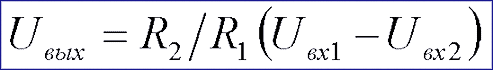 U вых = R₂/R₁(U вх1 − U вх2)